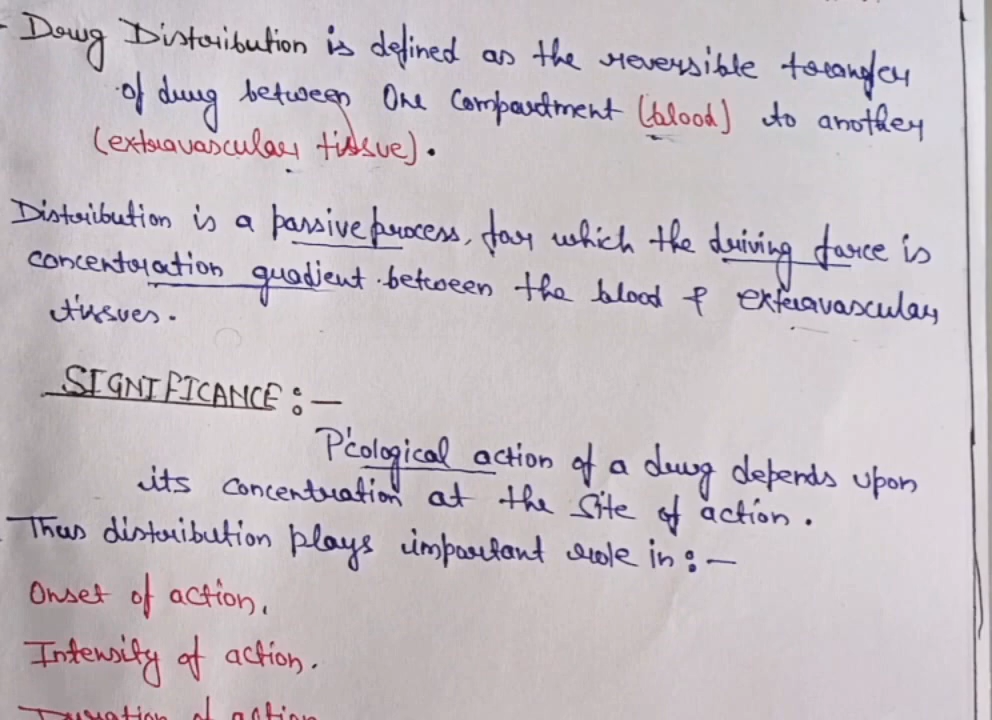 Drug Distribution is defined as the reversible transfer
of drug between One Compartment (blood) to another
(extravascular tissue).
Distribution is a passive process, for which the driving force is
concentration gradient between the blood & extravascular
tissues.
SIGNIFICANCE:-
P'cological action of a drug depends upon
its concentration at the Site of action.
Thus distribution plays important role in:-
Onset of action.
Intensity of action.
Duration of action